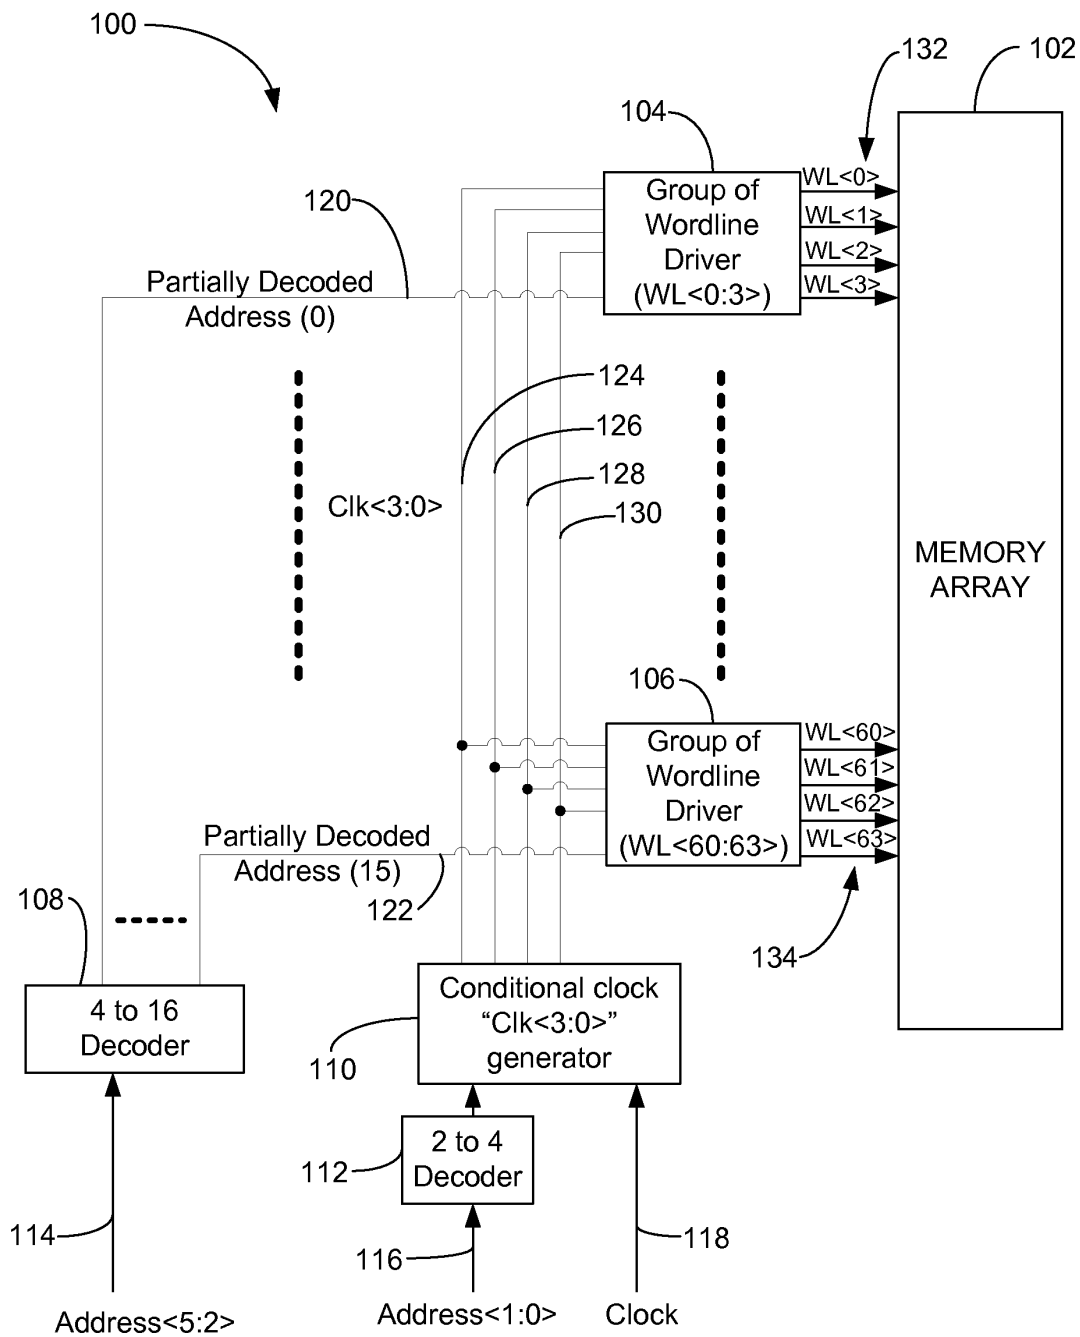 100
132
102
104
WL<0>
WL<1>
WL<2>
WL<3>
Group of
Wordline
Driver
(WL<0:3>)
120
Partially Decoded
Address (0)
124
126
128
130
Clk<3:0>
MEMORY
ARRAY
106
Group of
Wordline
Driver
(WL<60:63>)
WL<60>
WL<61>
WL<62>
WL<63>
Partially Decoded
Address (15)
122
108
134
4 to 16
Decoder
Conditional clock
“Clk<3:0>”
generator
110
2 to 4
Decoder
112
114
116
118
Address<5:2>
Address<1:0>
Clock